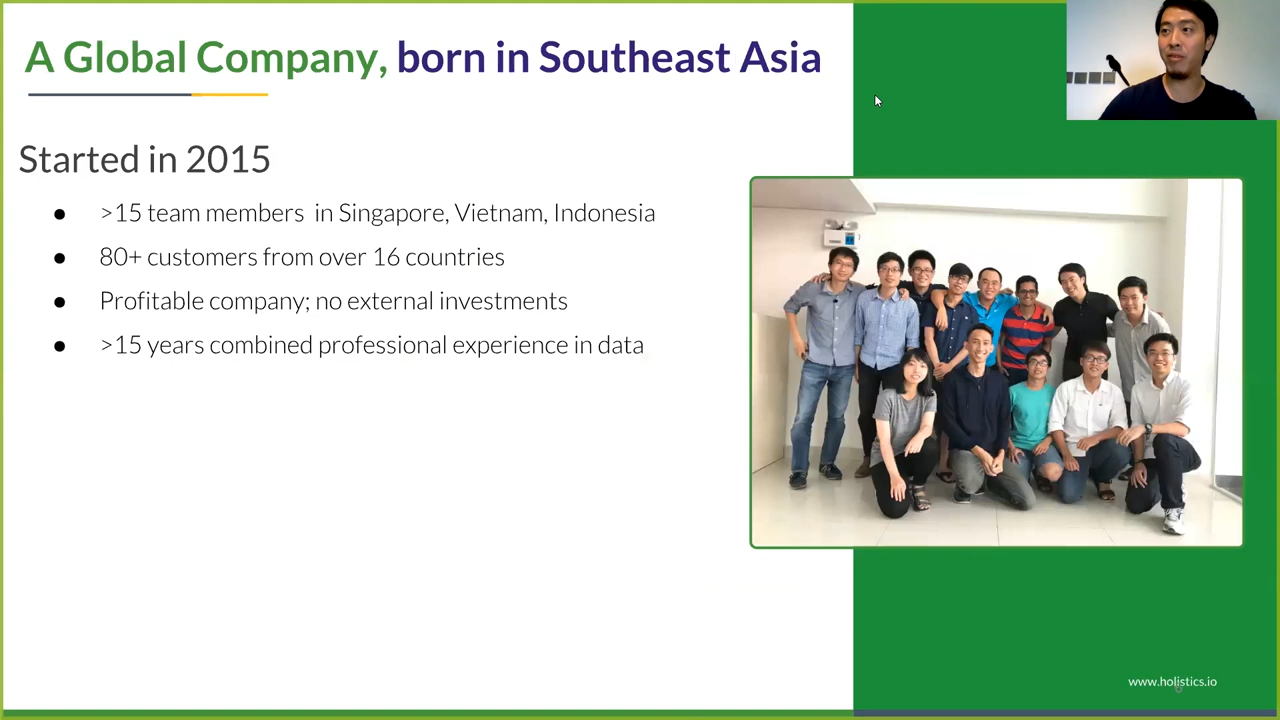 A Global Company, born in Southeast Asia
Started in 2015
● >15 team members in Singapore, Vietnam, Indonesia
● 80+ customers from over 16 countries
● Profitable company; no external investments
● >15 years combined professional experience in data
www.holistics.io
6